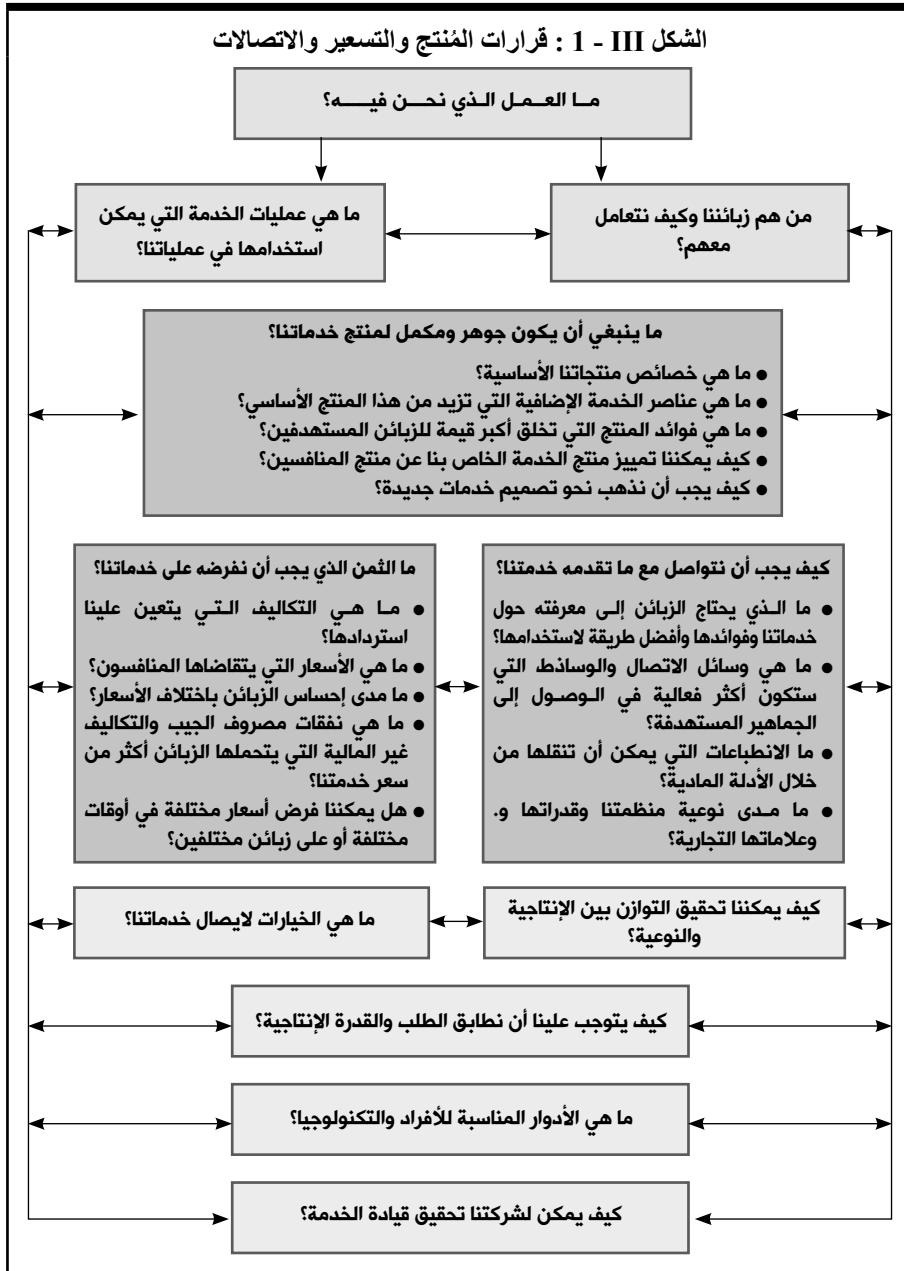 الشكل III - 1 : قرارات المُنتج والتسعير والاتصالات
ما العمل الذي نحن فيه؟
من هم زبائننا وكيف نتعامل
معهم؟
ما هي عمليات الخدمة التي يمكن
استخدامها في عملياتنا؟
ما ينبغي أن يكون جوهر ومكمل لمنتج خدماتنا؟
● ما هي خصائص منتجاتنا الأساسية؟
● ما هي عناصر الخدمة الإضافية التي تزيد من هذا المنتج الأساسي؟
● ما هي فوائد المنتج التي تخلق أكبر قيمة للزبائن المستهدفين؟
● كيف يمكننا تمييز منتج الخدمة الخاص بنا عن منتج المنافسين؟
● كيف يجب أن نذهب نحو تصميم خدمات جديدة؟
كيف يجب أن نتواصل مع ما تقدمه خدمتنا؟
● ما الذي يحتاج الزبائن إلى معرفته حول
خدماتنا وفوائدها وأفضل طريقة لاستخدامها؟
● ما هي وسائل الاتصال والوسائط التي
ستكون أكثر فعالية في الوصول إلى
الجماهير المستهدفة؟
● ما الانطباعات التي يمكن أن تنقلها من
خلال الأدلة المادية؟
● ما مدى نوعية منظمتنا وقدراتها و.
وعلاماتها التجارية؟
ما الثمن الذي يجب أن نفرضه على خدماتنا؟
● ما هي التكاليف التي يتعين علينا
استردادها؟
● ما هي الأسعار التي يتقاضاها المنافسون؟
● ما مدى إحساس الزبائن باختلاف الأسعار؟
● ما هي نفقات مصروف الجيب والتكاليف
غير المالية التي يتحملها الزبائن أكثر من
سعر خدمتنا؟
● هل يمكننا فرض أسعار مختلفة في أوقات
مختلفة أو على زبائن مختلفين؟
كيف يمكننا تحقيق التوازن بين الإنتاجية
والنوعية؟
ما هي الخيارات لايصال خدماتنا؟
كيف يتوجب علينا أن نطابق الطلب والقدرة الإنتاجية؟
ما هي الأدوار المناسبة للأفراد والتكنولوجيا؟
كيف يمكن لشركتنا تحقيق قيادة الخدمة؟